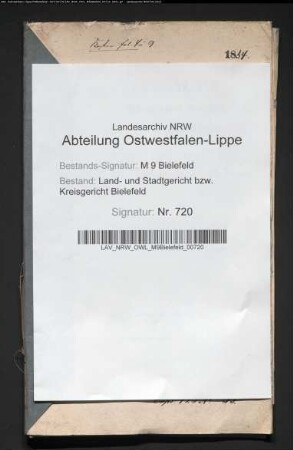 1834.
Landesarchiv NRW
Abteilung Ostwestfalen-Lippe
Bestands-Signatur: M 9 Bielefeld
Bestand: Land- und Stadtgericht bzw.
Kreisgericht Bielefeld
Signatur: Nr. 720
LAV_NRW_OWL_M9Bielefeld_00720